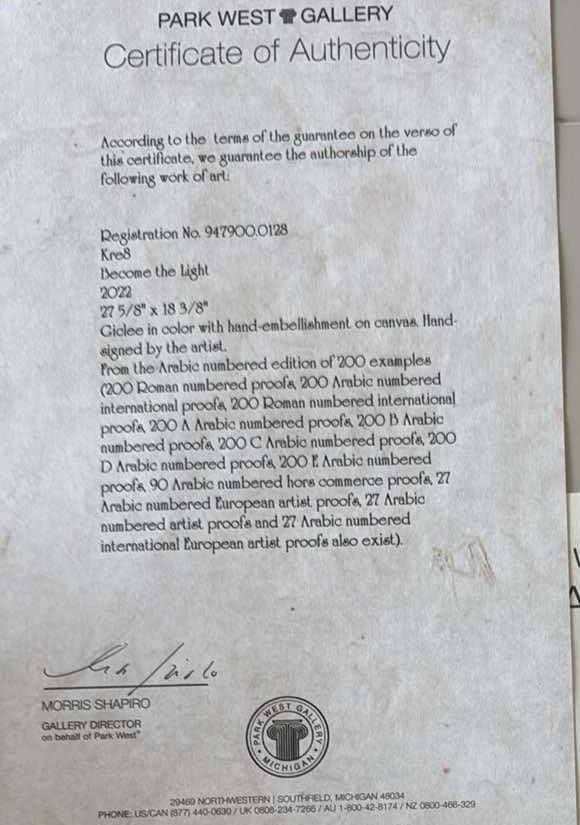 PARK WEST GALLERY
Certificate of Authenticity
According to the terms of the guarantee on the verso of
this certificate, we guarantee the authorship of the
following work of art:
Registration No. 947900.0128
Kre8
Become the Light
2022
27 5/8" x 18 3/8"
Giclee in color with hand-embellishment on canvas. Hand-
signed by the artist.
From the Arabic numbered edition of 200 examples
(200 Roman numbered proofs, 200 Arabic numbered
international proofs, 200 Roman numbered international
proofs, 200 A Arabic numbered proofs, 200 B Arabic
numbered proofs, 200 C Arabic numbered proofs, 200
D Arabic numbered proofs, 200 E Arabic numbered
proofs, 90 Arabic numbered hors commerce proofs, 27
Arabic numbered European artist proofs, 27 Arabic
numbered artist proofs and 27 Arabic numbered
international European artist proofs also exist).
MORRIS SHAPIRO
GALLERY DIRECTOR
on behalf of Park West®
PARK WEST GALLERY
• MICHIGAN •
29469 NORTHWESTERN | SOUTHFIELD, MICHIGAN 48034
PHONE: US/CAN (877) 440-0630 / UK 0808-234-7266 / AU 1-800-42-8174 / NZ 0800-466-329